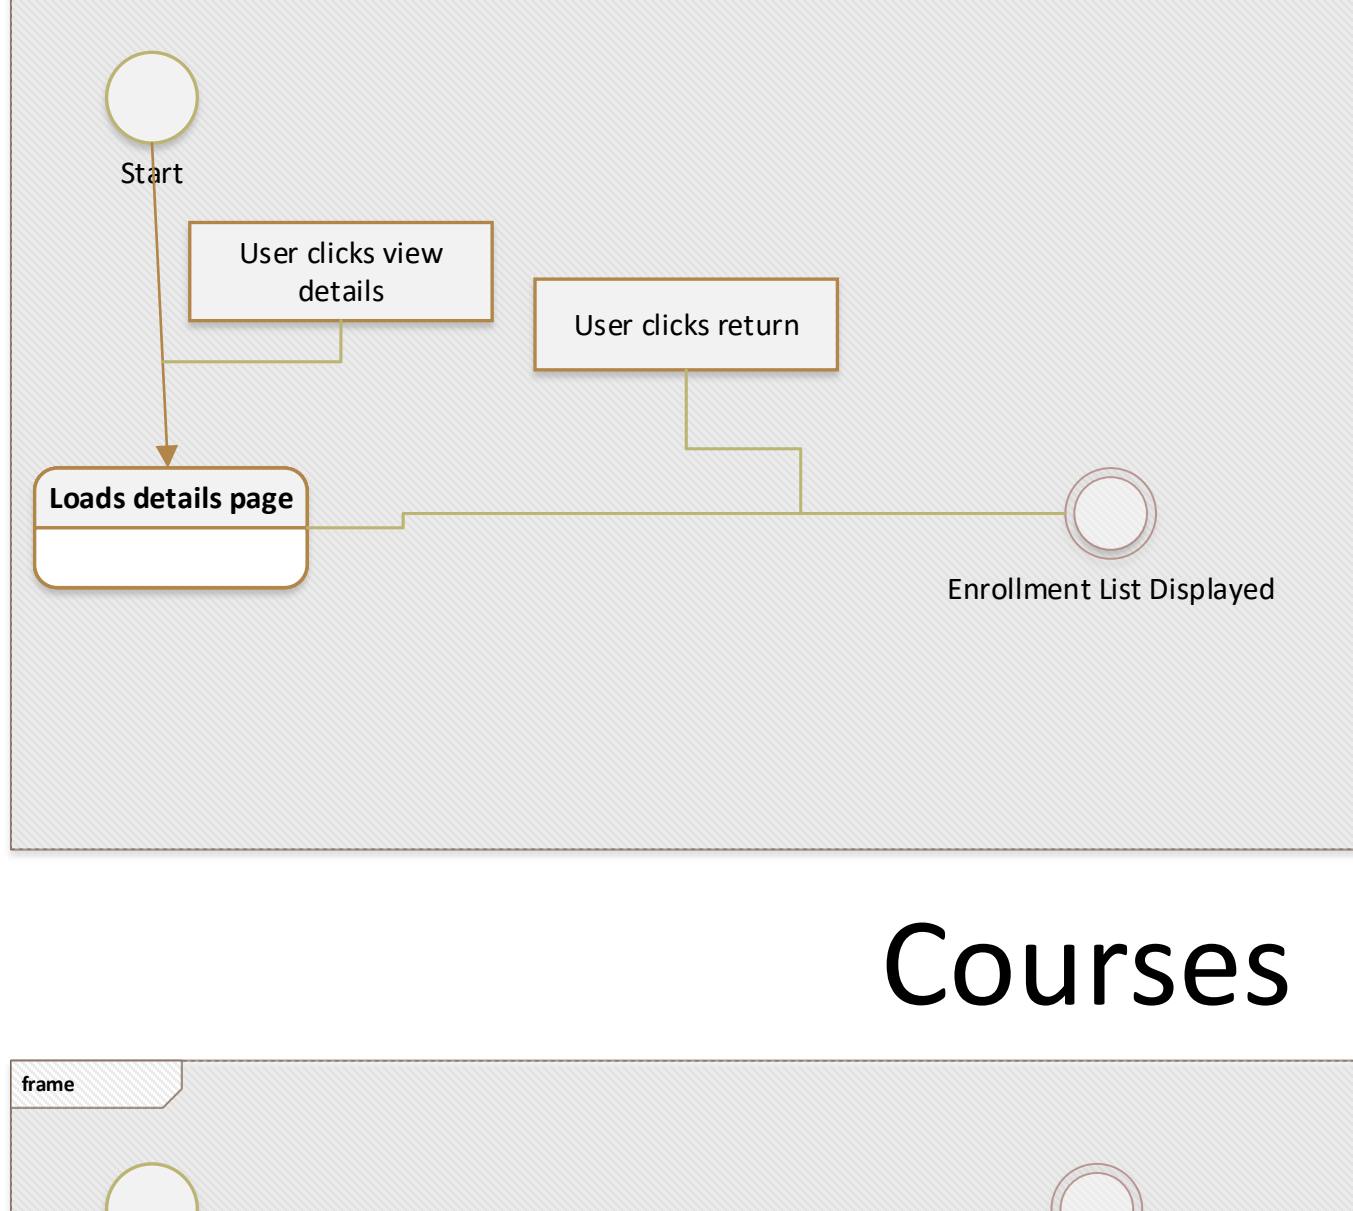 Start
User clicks view
details
User clicks return
Loads details page
Enrollment List Displayed
Courses
frame